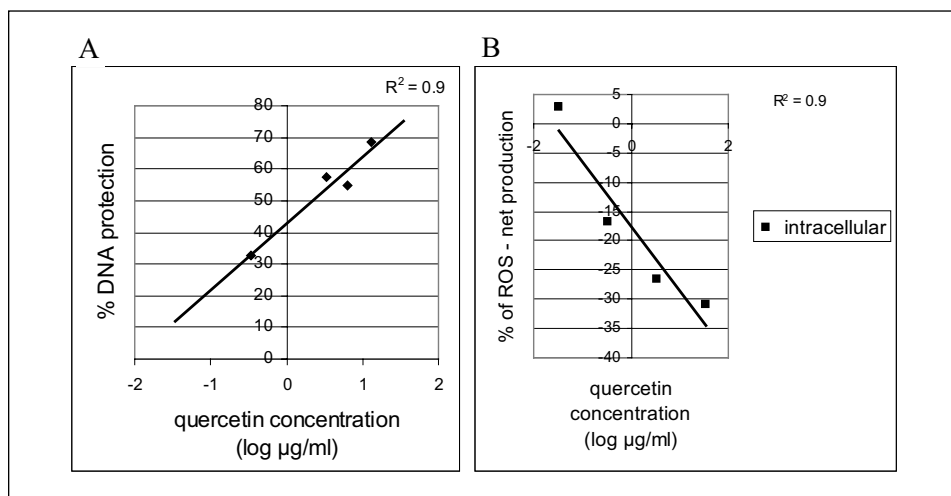 A
R² = 0.9
80
70
60
50
40
30
20
10
0
-2
-1
0
1
2
% DNA protection
quercetin concentration
(log µg/ml)
B
R² = 0.9
5
0
-5
-10
-15
-20
-25
-30
-35
-40
-2
0
2
% of ROS - net production
quercetin
concentration
(log µg/ml)
intracellular